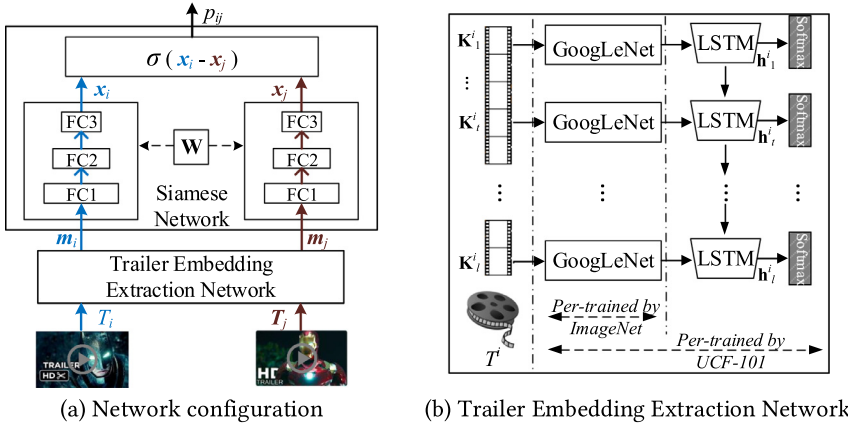 p_ij
σ ( x_i - x_j )
x_i
x_j
FC3
FC2
FC1
W
Siamese
Network
FC3
FC2
FC1
m_i
m_j
Trailer Embedding
Extraction Network
T_i
T_j
TRAILER
HD
TRAILER
(a) Network configuration
K^i_1
GoogLeNet
LSTM
h^i_1
Softmax
...
K^i_t
GoogLeNet
LSTM
h^i_t
Softmax
... ... ... ...
K^i_l
GoogLeNet
LSTM
h^i_l
Softmax
Per-trained by
ImageNet
T^i
Per-trained by
UCF-101
(b) Trailer Embedding Extraction Network